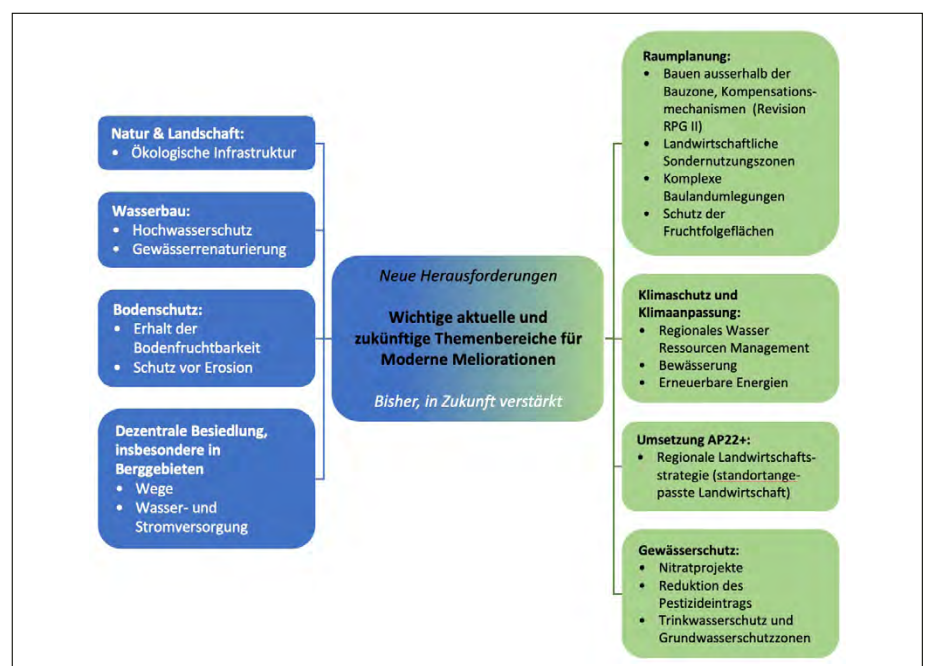 Natur & Landschaft:
• Ökologische Infrastruktur
Wasserbau:
• Hochwasserschutz
• Gewässerrenaturierung
Bodenschutz:
• Erhalt der
Bodenfruchtbarkeit
• Schutz vor Erosion
Dezentrale Besiedlung,
insbesondere in
Berggebieten
• Wege
• Wasser- und
Stromversorgung
Neue Herausforderungen
Wichtige aktuelle und
zukünftige Themenbereiche für
Moderne Meliorationen
Bisher, in Zukunft verstärkt
Raumplanung:
• Bauen ausserhalb der
Bauzone, Kompensations-
mechanismen (Revision
RPG II)
• Landwirtschaftliche
Sondernutzungszonen
• Komplexe
Baulandumlegungen
• Schutz der
Fruchtfolgeflächen
Klimaschutz und
Klimaanpassung:
• Regionales Wasser
Ressourcen Management
• Bewässerung
• Erneuerbare Energien
Umsetzung AP22+:
• Regionale Landwirtschafts-
strategie (standortange-
passte Landwirtschaft)
Gewässerschutz:
• Nitratprojekte
• Reduktion des
Pestizideintrags
• Trinkwasserschutz und
Grundwasserschutzzonen